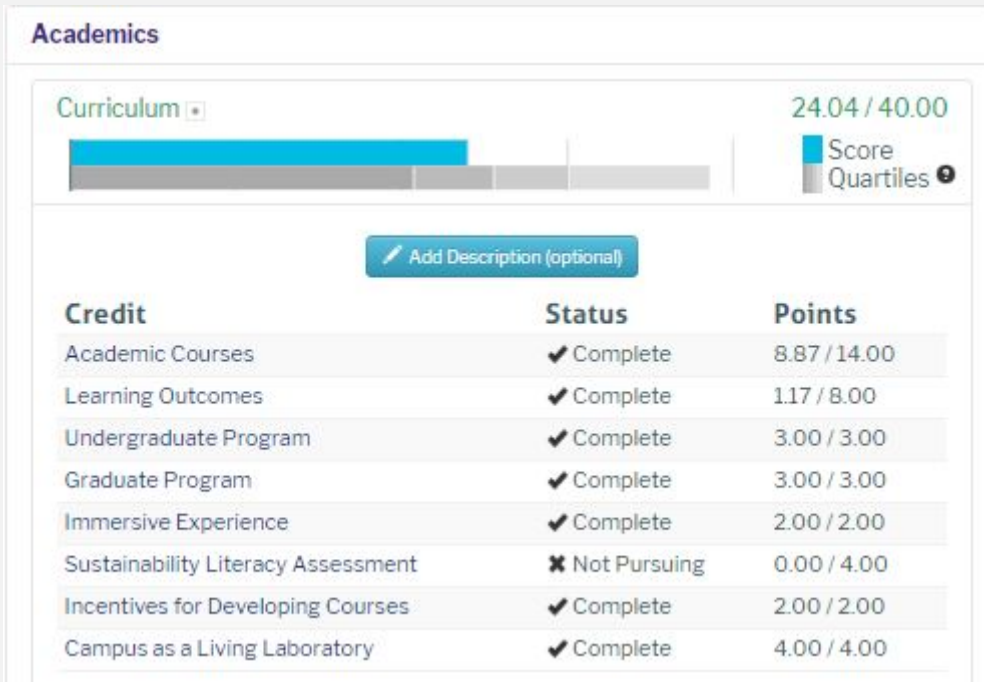 Academics
Curriculum 24.04 / 40.00
Score
Quartiles ?
Add Description (optional)
Credit Status Points
Academic Courses ✔ Complete 8.87 / 14.00
Learning Outcomes ✔ Complete 1.17 / 8.00
Undergraduate Program ✔ Complete 3.00 / 3.00
Graduate Program ✔ Complete 3.00 / 3.00
Immersive Experience ✔ Complete 2.00 / 2.00
Sustainability Literacy Assessment ✖ Not Pursuing 0.00 / 4.00
Incentives for Developing Courses ✔ Complete 2.00 / 2.00
Campus as a Living Laboratory ✔ Complete 4.00 / 4.00